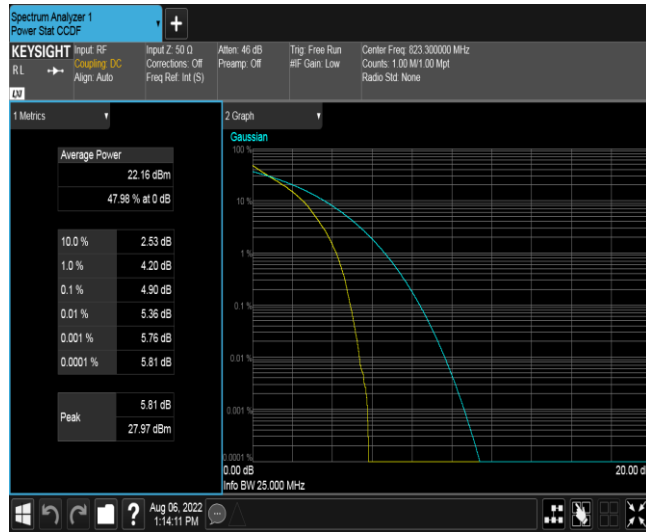 Spectrum Analyzer 1
Power Stat CCDF
+
KEYSIGHT
RL
LXI
Input: RF
Coupling: DC
Align: Auto
Input Z: 50 Ω
Corrections: Off
Freq Ref: Int (S)
Atten: 46 dB
Preamp: Off
Trig: Free Run
#IF Gain: Low
Center Freq: 823.300000 MHz
Counts: 1.00 M/1.00 Mpt
Radio Std: None
1 Metrics
Average Power
22.16 dBm
47.98 % at 0 dB
10.0 % 2.53 dB
1.0 % 4.20 dB
0.1 % 4.90 dB
0.01 % 5.36 dB
0.001 % 5.76 dB
0.0001 % 5.81 dB
Peak
5.81 dB
27.97 dBm
2 Graph
Gaussian
100 %
10 %
1 %
0.1 %
0.01 %
0.001 %
0.0001 %
0.00 dB
20.00 d
Info BW 25.000 MHz
?
Aug 06, 2022
1:14:11 PM